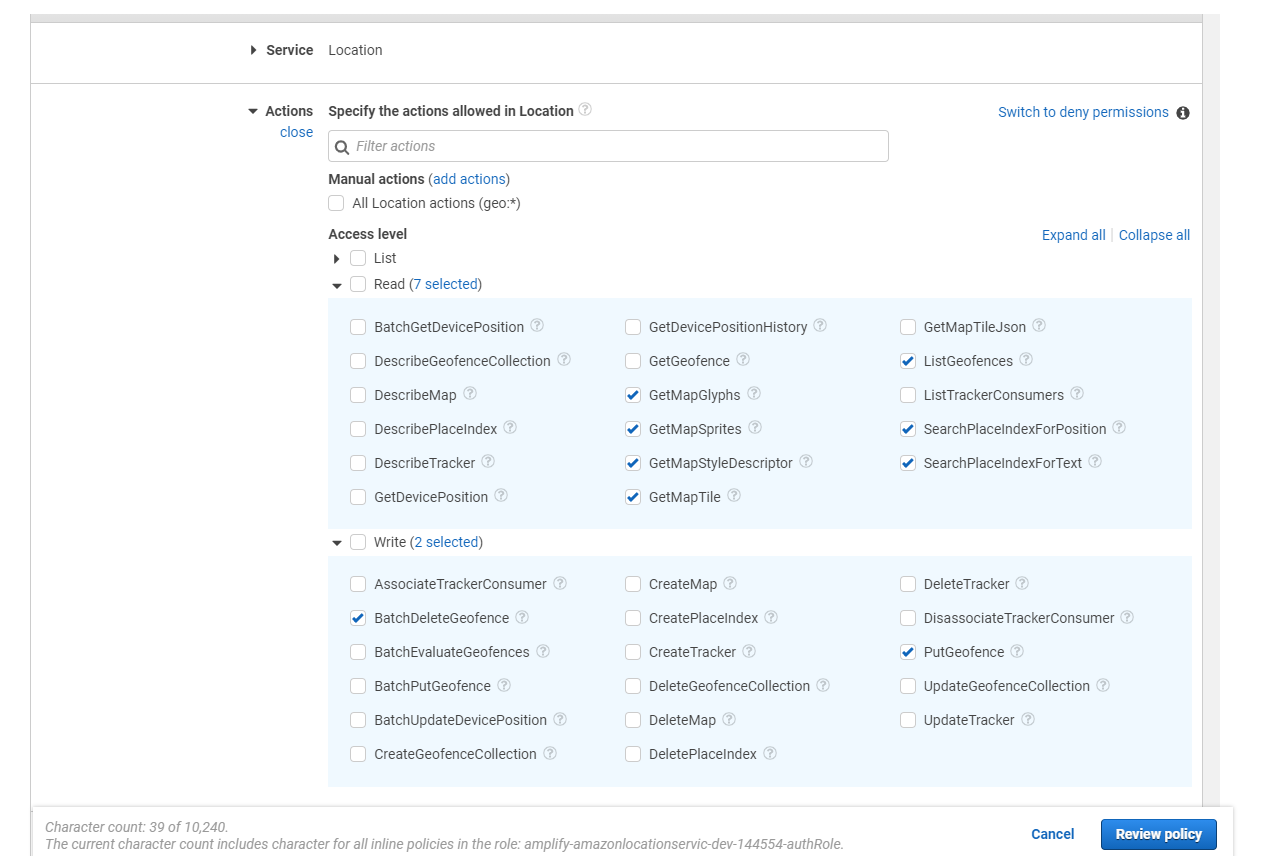 Service Location
Actions Specify the actions allowed in Location ? Switch to deny permissions i
close
Filter actions
Manual actions (add actions)
All Location actions (geo:*)
Access level Expand all | Collapse all
List
Read (7 selected)
BatchGetDevicePosition ? GetDevicePositionHistory ? GetMapTileJson ?
DescribeGeofenceCollection ? GetGeofence ? ListGeofences ?
DescribeMap ? GetMapGlyphs ? ListTrackerConsumers ?
DescribePlaceIndex ? GetMapSprites ? SearchPlaceIndexForPosition ?
DescribeTracker ? GetMapStyleDescriptor ? SearchPlaceIndexForText ?
GetDevicePosition ? GetMapTile ?
Write (2 selected)
AssociateTrackerConsumer ? CreateMap ? DeleteTracker ?
BatchDeleteGeofence ? CreatePlaceIndex ? DisassociateTrackerConsumer ?
BatchEvaluateGeofences ? CreateTracker ? PutGeofence ?
BatchPutGeofence ? DeleteGeofenceCollection ? UpdateGeofenceCollection ?
BatchUpdateDevicePosition ? DeleteMap ? UpdateTracker ?
CreateGeofenceCollection ? DeletePlaceIndex ?
Character count: 39 of 10,240.
The current character count includes character for all inline policies in the role: amplify-amazonlocationservic-dev-144554-authRole.
Cancel Review policy